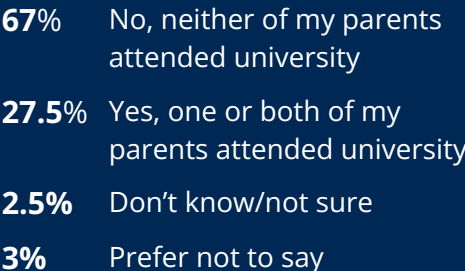 67% No, neither of my parents
attended university
27.5% Yes, one or both of my
parents attended university
2.5% Don’t know/not sure
3% Prefer not to say